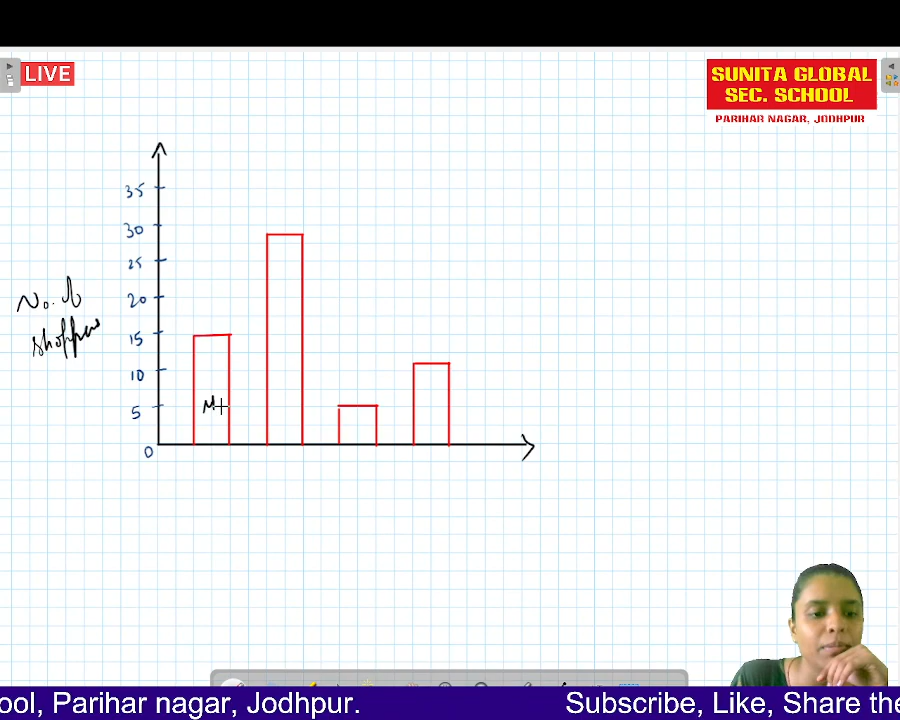 LIVE
SUNITA GLOBAL
SEC. SCHOOL
PARIHAR NAGAR, JODHPUR
35
30
25
20
15
10
5
0
No. of
shoppers
M
ool, Parihar nagar, Jodhpur.
Subscribe, Like, Share the